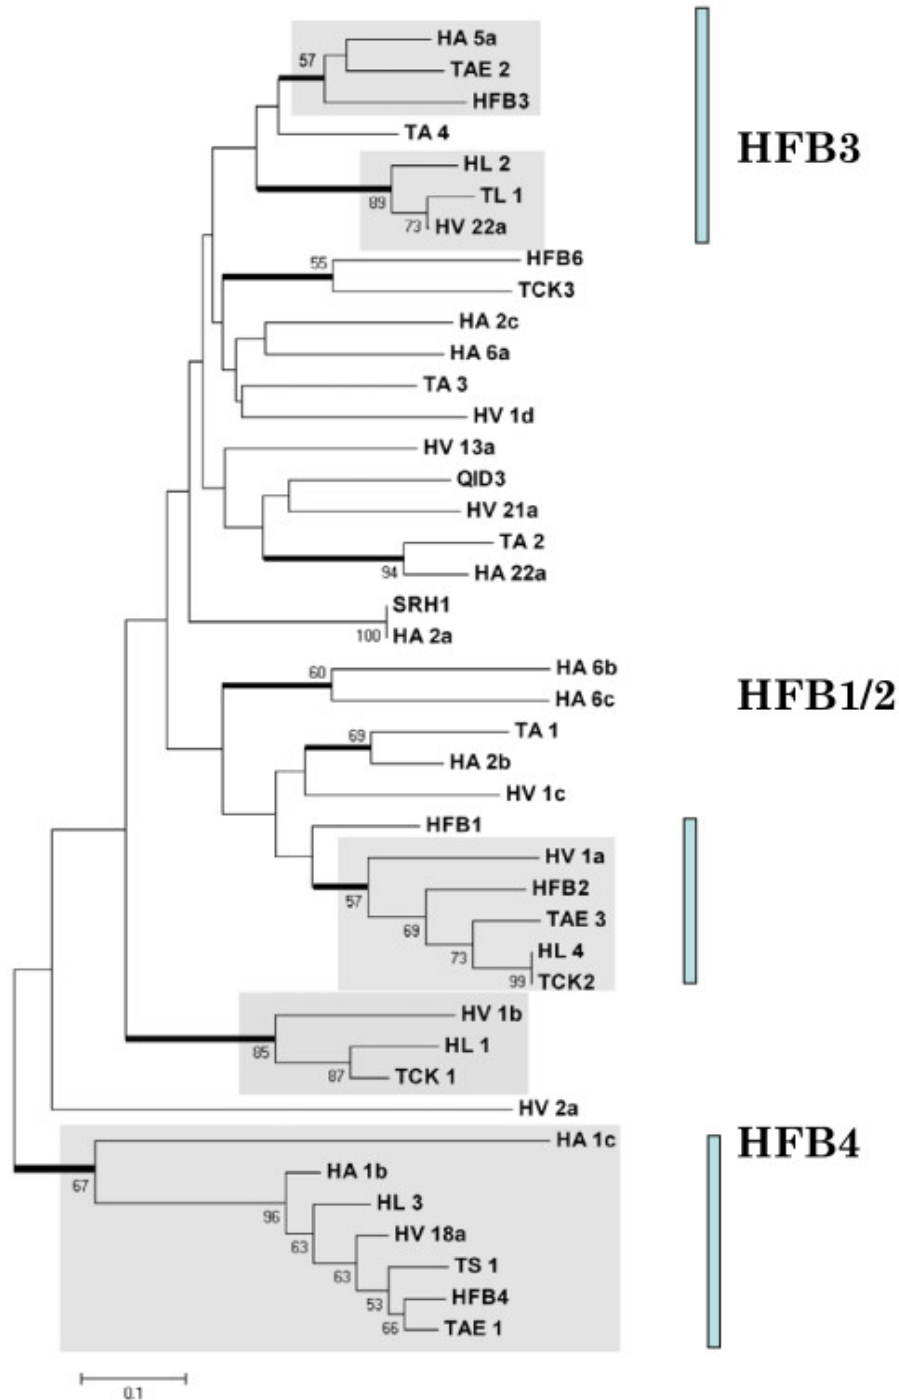 HA 5a
57
TAE 2
HFB3
TA 4
HFB3
HL 2
89
TL 1
73
HV 22a
55
HFB6
TCK3
HA 2c
HA 6a
TA 3
HV 1d
HV 13a
QID3
HV 21a
TA 2
94
HA 22a
SRH1
100
HA 2a
60
HA 6b
HA 6c
HFB1/2
69
TA 1
HA 2b
HV 1c
HFB1
HV 1a
57
HFB2
69
TAE 3
73
HL 4
99
TCK2
HV 1b
85
HL 1
87
TCK 1
HV 2a
HA 1c
HFB4
67
HA 1b
96
HL 3
63
HV 18a
63
TS 1
53
HFB4
66
TAE 1
0.1